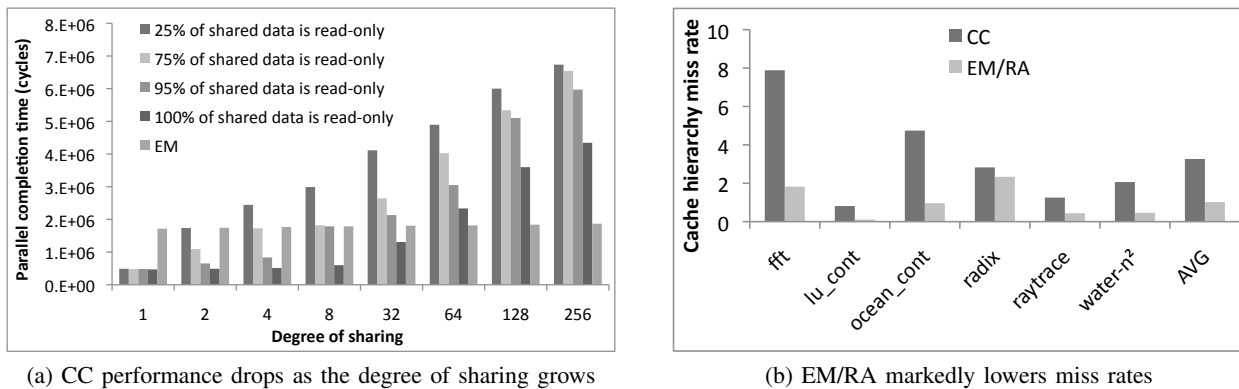 Parallel completion time (cycles)
8.E+06
7.E+06
6.E+06
5.E+06
4.E+06
3.E+06
2.E+06
1.E+06
0.E+00
25% of shared data is read-only
75% of shared data is read-only
95% of shared data is read-only
100% of shared data is read-only
EM
1 2 4 8 32 64 128 256
Degree of sharing
(a) CC performance drops as the degree of sharing grows
Cache hierarchy miss rate
10
8
6
4
2
0
CC
EM/RA
fft
lu_cont
ocean_cont
radix
raytrace
water-n²
AVG
(b) EM/RA markedly lowers miss rates